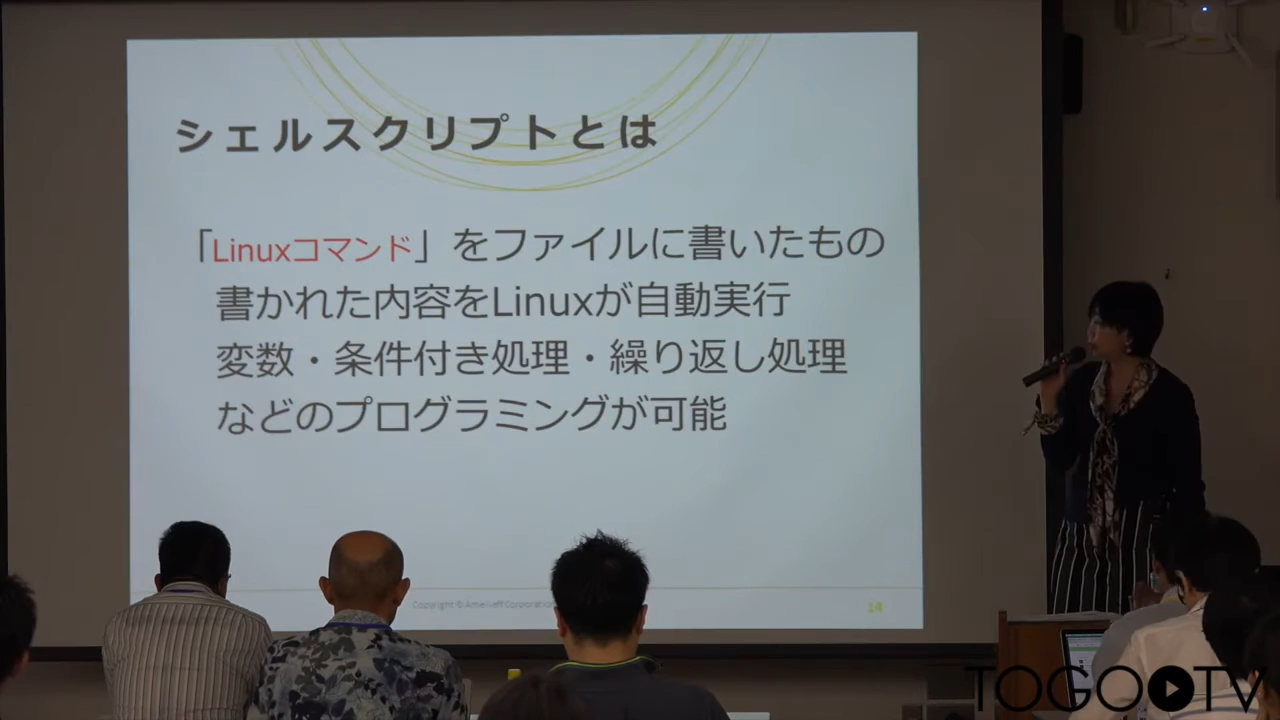 シェルスクリプトとは
「Linuxコマンド」をファイルに書いたもの
書かれた内容をLinuxが自動実行
変数・条件付き処理・繰り返し処理
などのプログラミングが可能
Copyright © Amelieff Corporation
14
TOGOTV